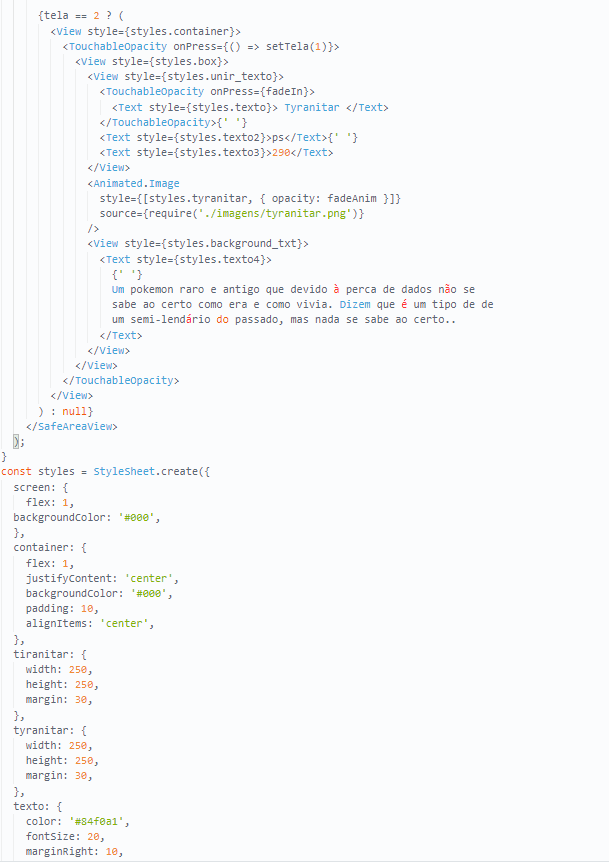 {tela == 2 ? (
<View style={styles.container}>
<TouchableOpacity onPress={() => setTela(1)}>
<View style={styles.box}>
<View style={styles.unir_texto}>
<TouchableOpacity onPress={fadeIn}>
<Text style={styles.texto}> Tyranitar </Text>
</TouchableOpacity>{' '}
<Text style={styles.texto2}>ps</Text>{' '}
<Text style={styles.texto3}>290</Text>
</View>
<Animated.Image
style={[styles.tyranitar, { opacity: fadeAnim }]}
source={require('./imagens/tyranitar.png')}
/>
<View style={styles.background_txt}>
<Text style={styles.texto4}>
{' '}
Um pokemon raro e antigo que devido à perca de dados não se
sabe ao certo como era e como vivia. Dizem que é um tipo de de
um semi-lendário do passado, mas nada se sabe ao certo..
</Text>
</View>
</View>
</TouchableOpacity>
</View>
) : null}
</SafeAreaView>
);
}
const styles = StyleSheet.create({
screen: {
flex: 1,
backgroundColor: '#000',
},
container: {
flex: 1,
justifyContent: 'center',
backgroundColor: '#000',
padding: 10,
alignItems: 'center',
},
tiranitar: {
width: 250,
height: 250,
margin: 30,
},
tyranitar: {
width: 250,
height: 250,
margin: 30,
},
texto: {
color: '#84f0a1',
fontSize: 20,
marginRight: 10,